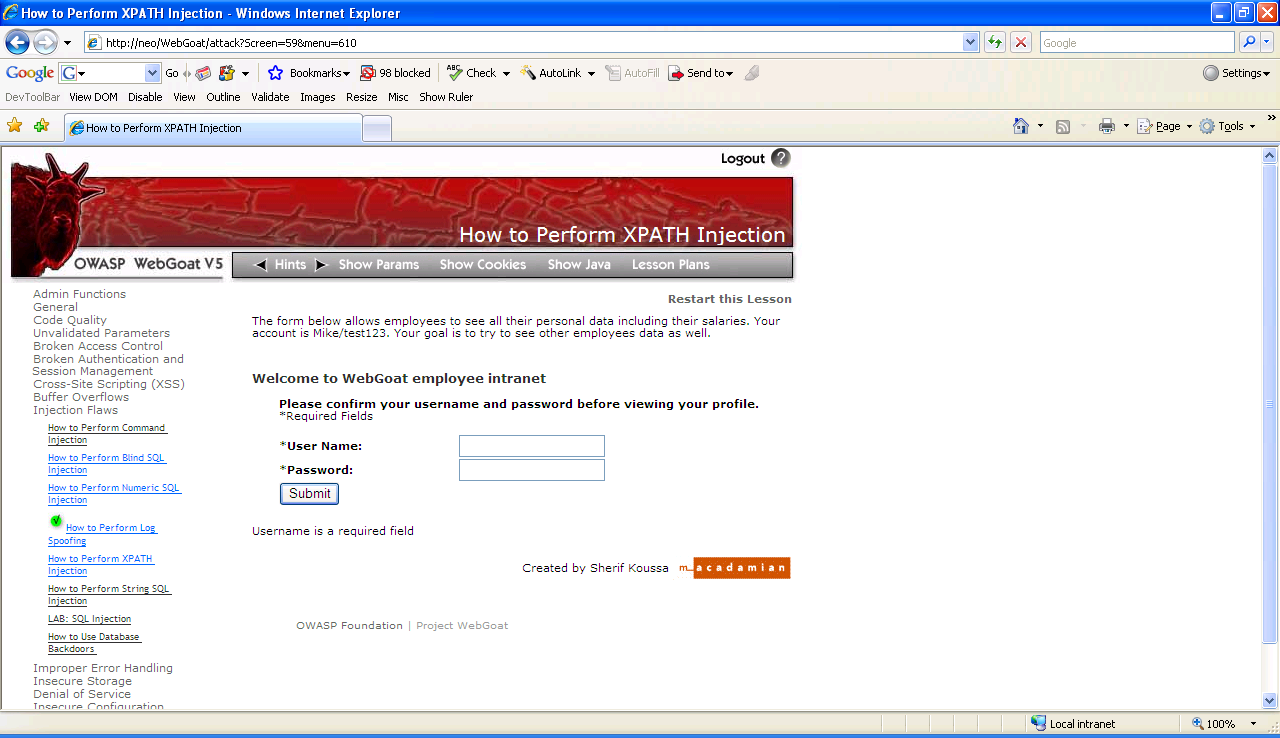 How to Perform XPATH Injection - Windows Internet Explorer
http://neo/WebGoat/attack?Screen=59&menu=610
Google
Google G Go Bookmarks 98 blocked ABC Check AutoLink AutoFill Send to Settings
DevToolBar View DOM Disable View Outline Validate Images Resize Misc Show Ruler
How to Perform XPATH Injection
Page Tools »
Logout ?
How to Perform XPATH Injection
OWASP WebGoat V5
Hints Show Params Show Cookies Show Java Lesson Plans
Admin Functions
General
Code Quality
Unvalidated Parameters
Broken Access Control
Broken Authentication and
Session Management
Cross-Site Scripting (XSS)
Buffer Overflows
Injection Flaws
How to Perform Command
Injection
How to Perform Blind SQL
Injection
How to Perform Numeric SQL
Injection
How to Perform Log
Spoofing
How to Perform XPATH
Injection
How to Perform String SQL
Injection
LAB: SQL Injection
How to Use Database
Backdoors
Improper Error Handling
Insecure Storage
Denial of Service
Insecure Configuration
Restart this Lesson
The form below allows employees to see all their personal data including their salaries. Your
account is Mike/test123. Your goal is to try to see other employees data as well.
Welcome to WebGoat employee intranet
Please confirm your username and password before viewing your profile.
*Required Fields
*User Name:
*Password:
Submit
Username is a required field
Created by Sherif Koussa m_acadamian
OWASP Foundation | Project WebGoat
Local intranet
100%